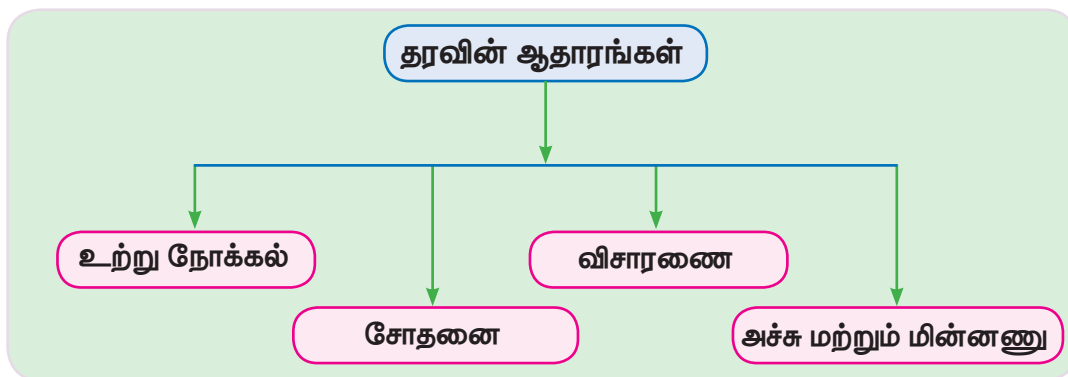 தரவின் ஆதாரங்கள்
உற்று நோக்கல்
விசாரணை
சோதனை
அச்சு மற்றும் மின்னணு